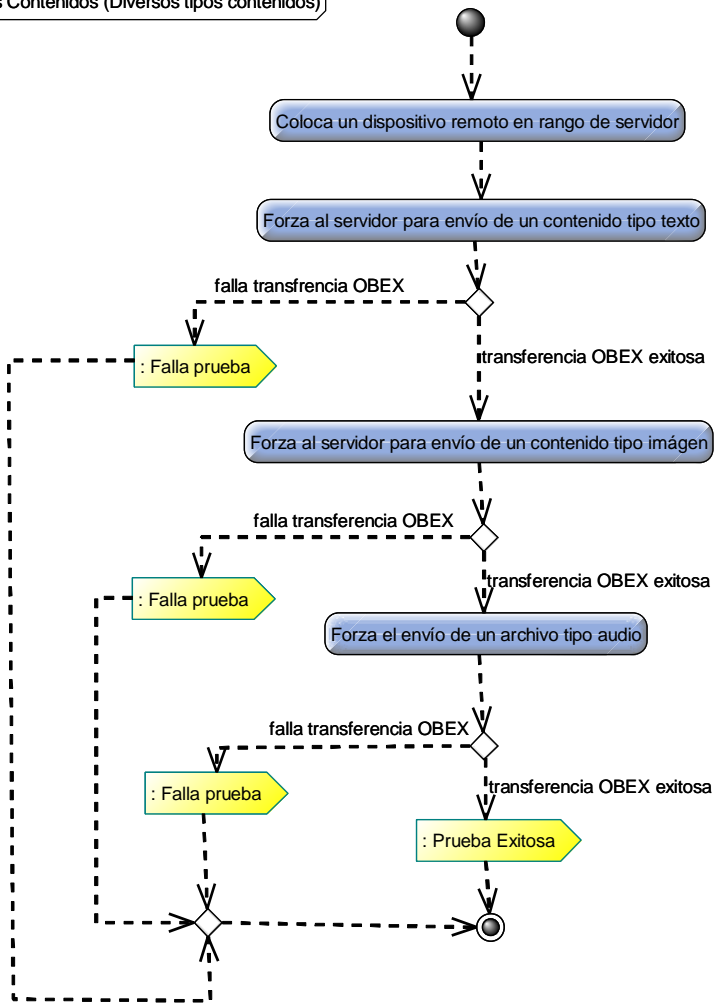 Contenidos (Diversos tipos contenidos)
Coloca un dispositivo remoto en rango de servidor
Forza al servidor para envío de un contenido tipo texto
falla transfrencia OBEX
transferencia OBEX exitosa
: Falla prueba
Forza al servidor para envío de un contenido tipo imágen
falla transferencia OBEX
transferencia OBEX exitosa
: Falla prueba
Forza el envío de un archivo tipo audio
falla transferencia OBEX
transferencia OBEX exitosa
: Falla prueba
: Prueba Exitosa